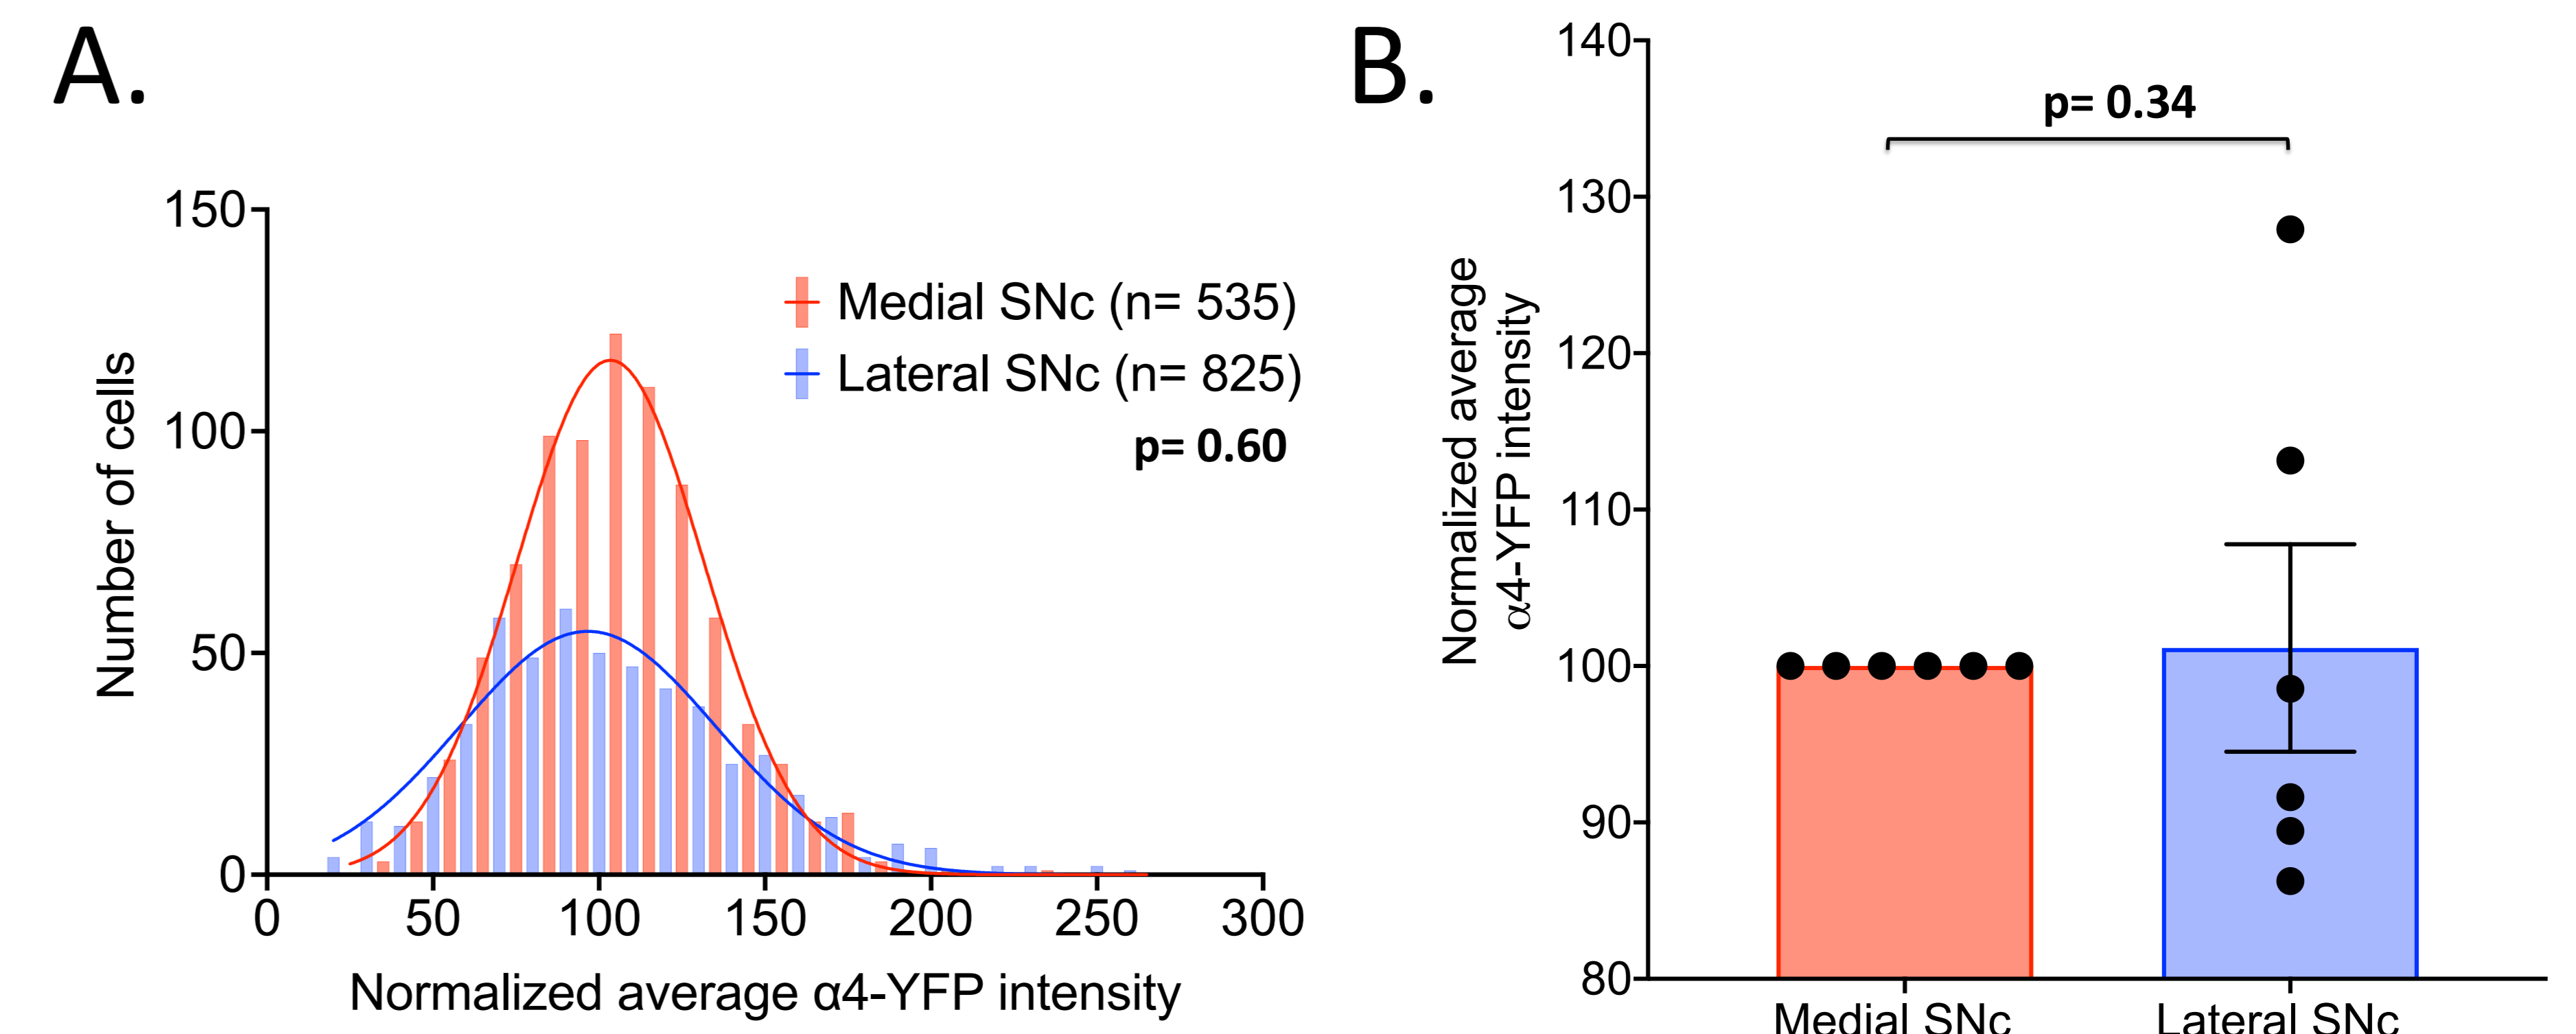 A.
150
100
50
0
Number of cells
Medial SNc (n= 535)
Lateral SNc (n= 825)
p= 0.60
0 50 100 150 200 250 300
Normalized average α4-YFP intensity
B.
140
130
120
110
100
90
80
Normalized average
α4-YFP intensity
p= 0.34
Medial SNc Lateral SNc